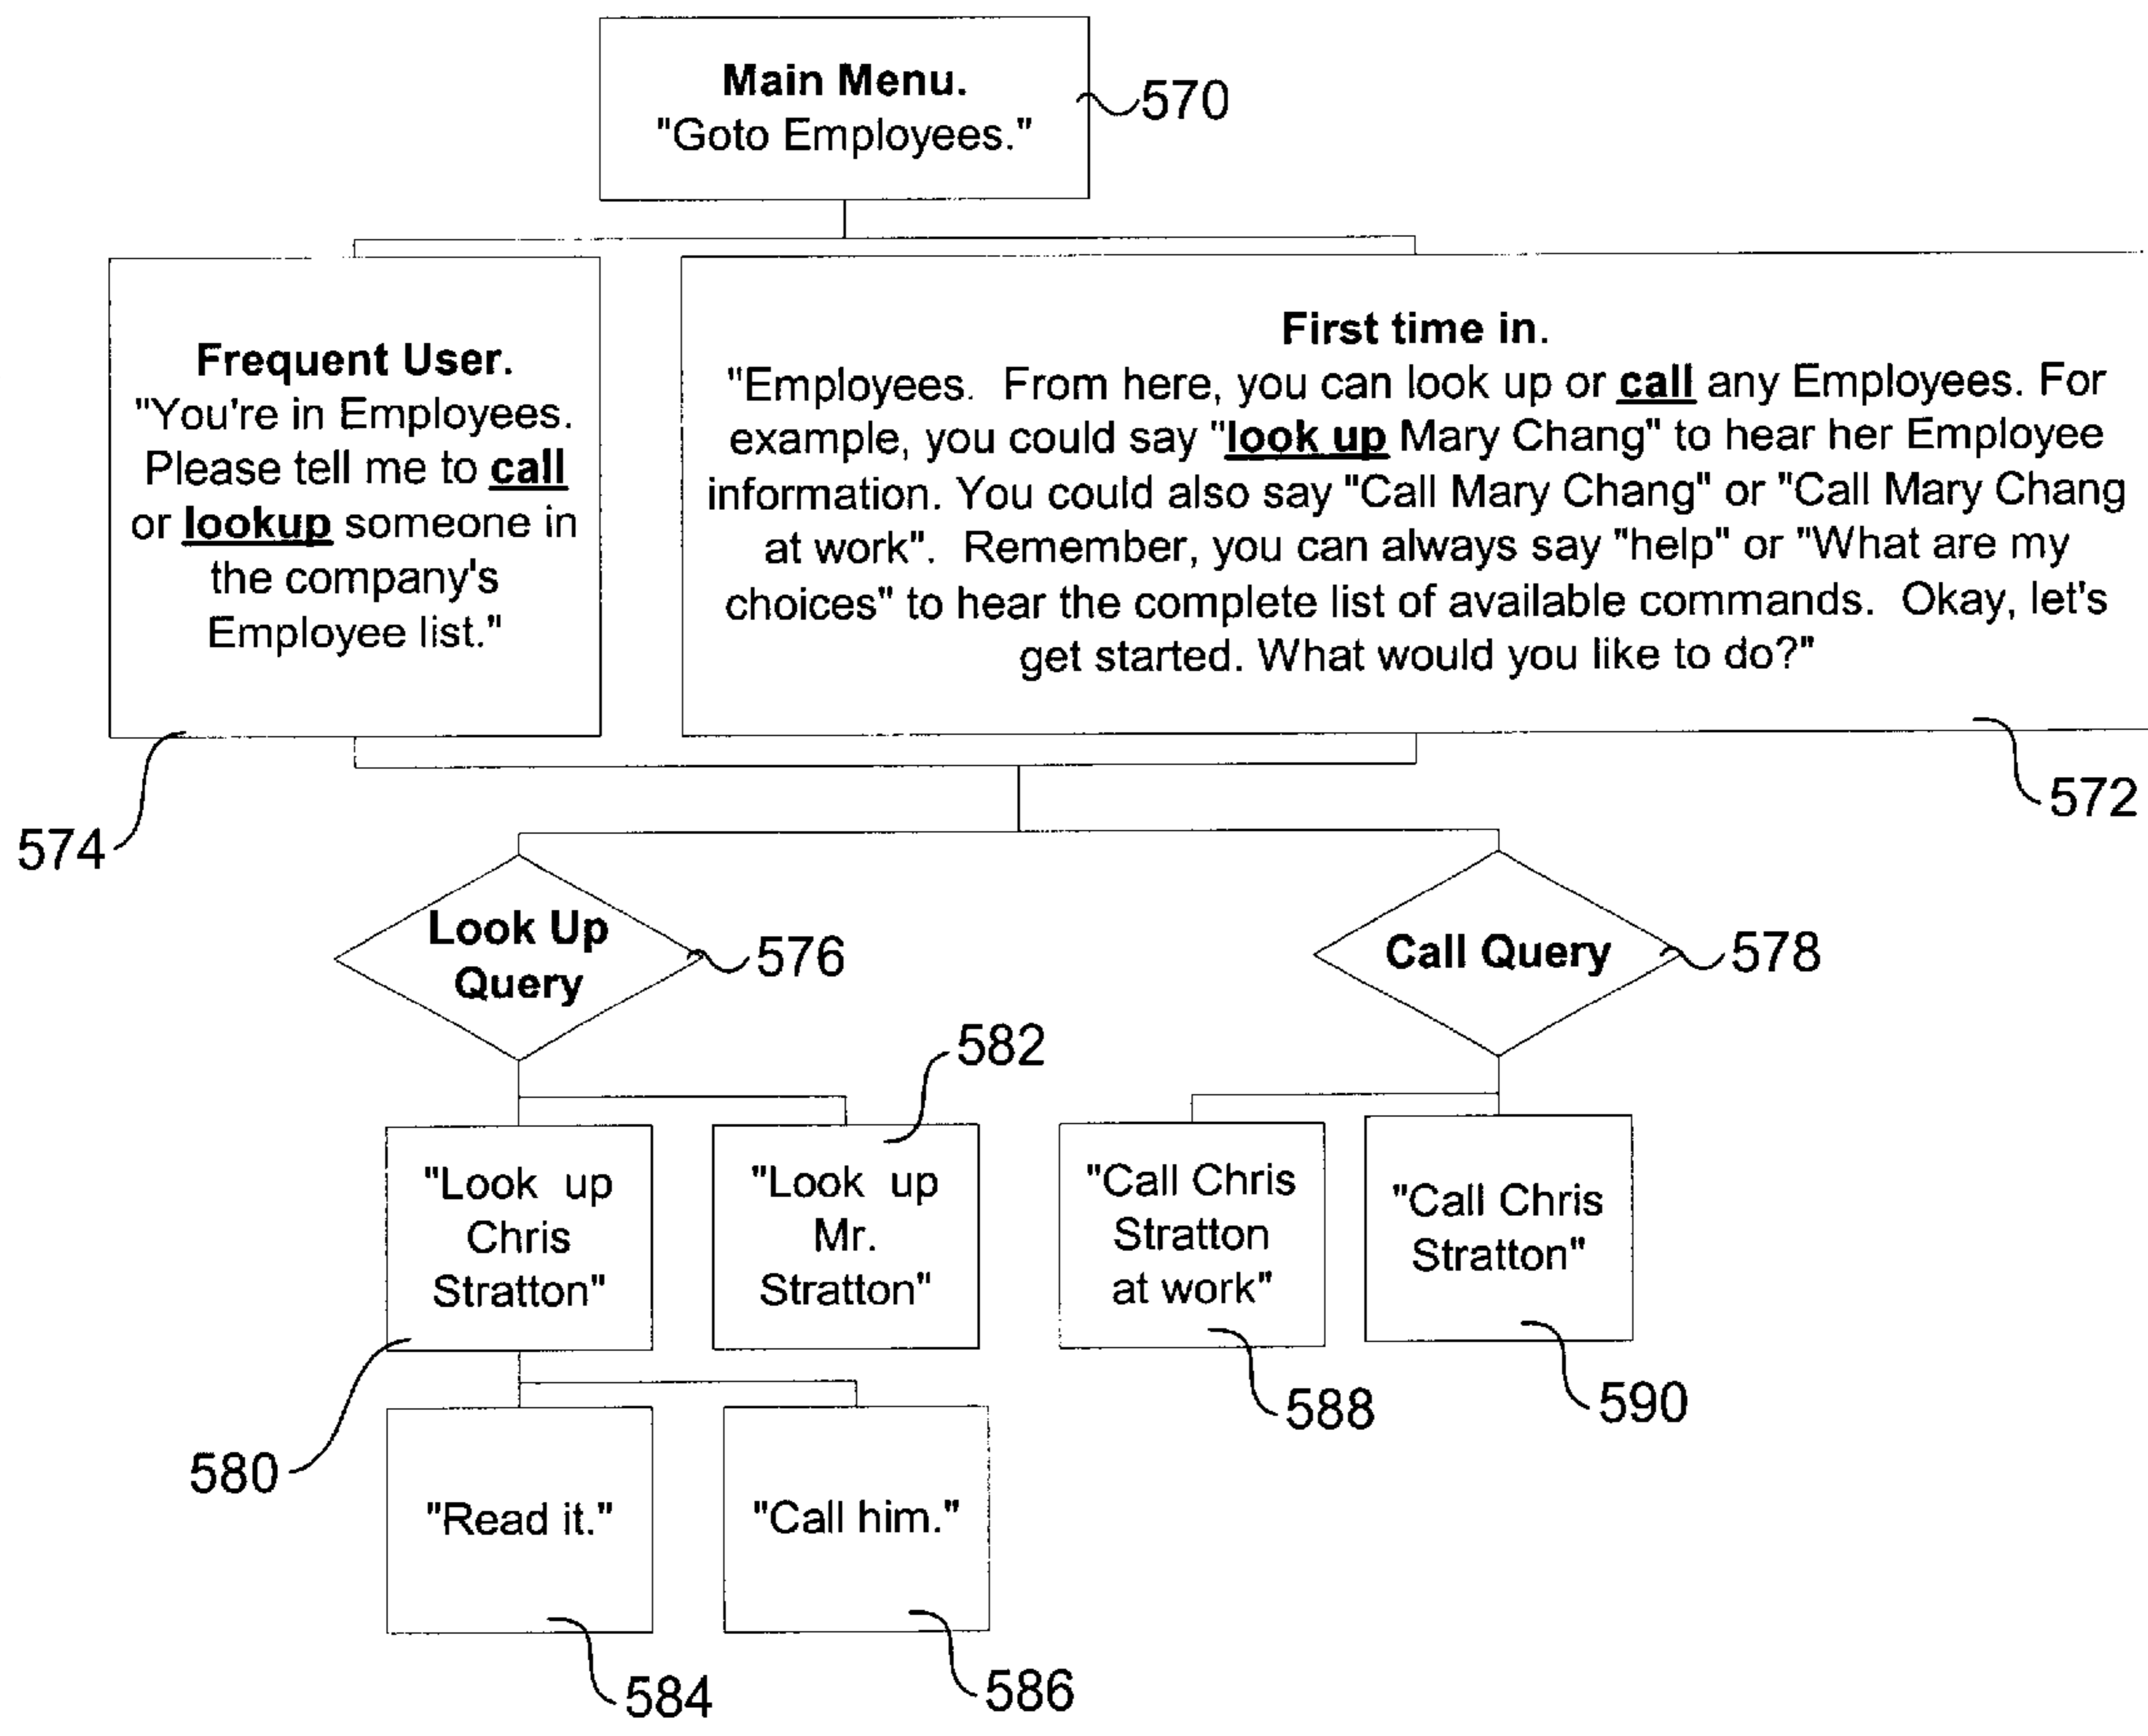 Main Menu.
"Goto Employees."
570
Frequent User.
"You're in Employees.
Please tell me to call
or lookup someone in
the company's
Employee list."
574
First time in.
"Employees.  From here, you can look up or call any Employees. For
example, you could say "look up Mary Chang" to hear her Employee
information. You could also say "Call Mary Chang" or "Call Mary Chang
at work".  Remember, you can always say "help" or "What are my
choices" to hear the complete list of available commands.  Okay, let's
get started. What would you like to do?"
572
Look Up
Query
576
Call Query
578
"Look  up
Chris
Stratton"
580
"Look  up
Mr.
Stratton"
582
"Call Chris
Stratton
at work"
588
"Call Chris
Stratton"
590
"Read it."
584
"Call him."
586